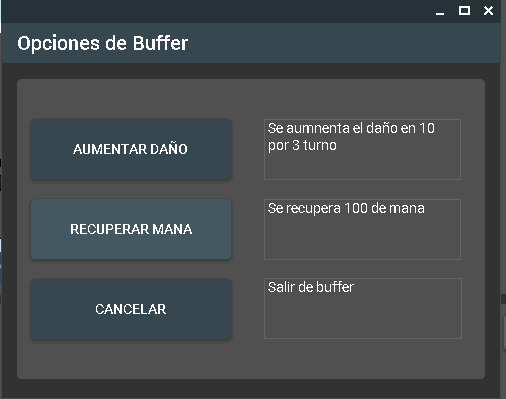 Opciones de Buffer
AUMENTAR DAÑO
Se aumnenta el daño en 10
por 3 turno
RECUPERAR MANA
Se recupera 100 de mana
CANCELAR
Salir de buffer